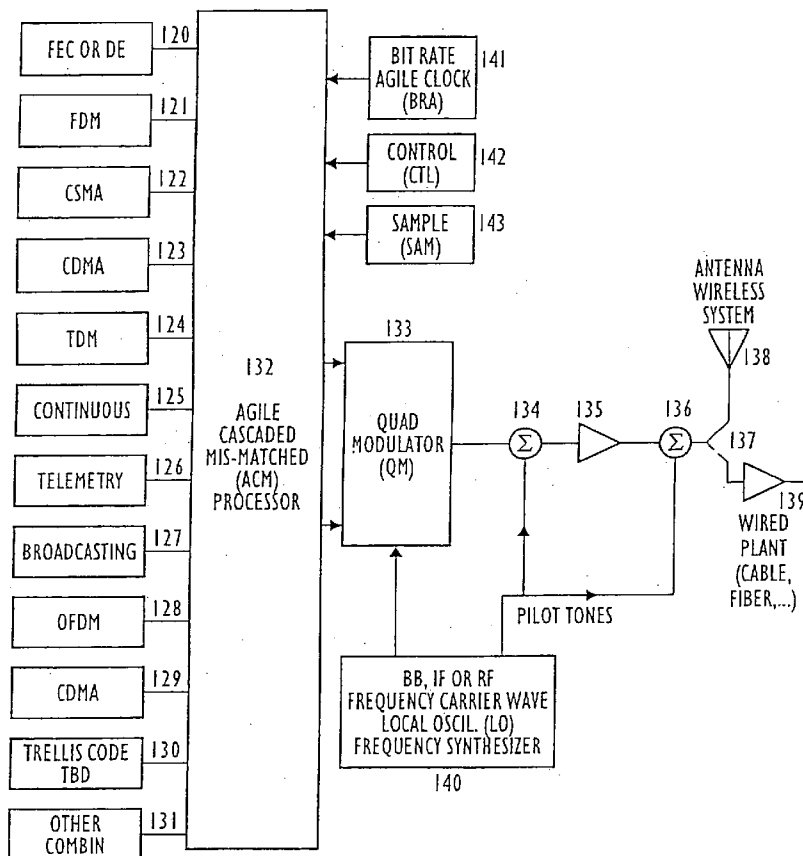 FEC OR DE
120
FDM
121
CSMA
122
CDMA
123
TDM
124
CONTINUOUS
125
TELEMETRY
126
BROADCASTING
127
OFDM
128
CDMA
129
TRELLIS CODE
TBD
130
OTHER
COMBIN
131
132
AGILE
CASCADED
MIS-MATCHED
(ACM)
PROCESSOR
BIT RATE
AGILE CLOCK
(BRA)
141
CONTROL
(CTL)
142
SAMPLE
(SAM)
143
133
QUAD
MODULATOR
(QM)
134
Σ
135
136
Σ
ANTENNA
WIRELESS
SYSTEM
138
137
139
WIRED
PLANT
(CABLE,
FIBER,...)
PILOT TONES
BB, IF OR RF
FREQUENCY CARRIER WAVE
LOCAL OSCIL. (LO)
FREQUENCY SYNTHESIZER
140